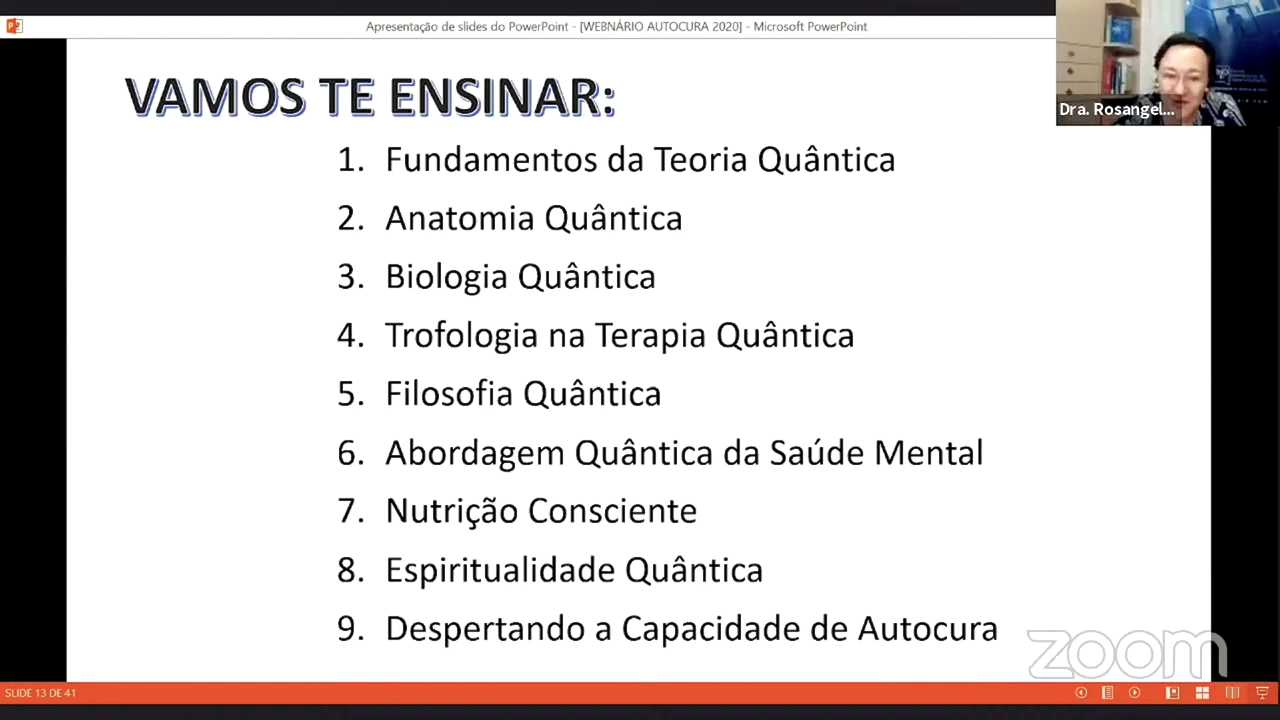 Apresentação de slides do PowerPoint - [WEBNÁRIO AUTOCURA 2020] - Microsoft PowerPoint
Dra. Rosangel...
VAMOS TE ENSINAR:
1. Fundamentos da Teoria Quântica
2. Anatomia Quântica
3. Biologia Quântica
4. Trofologia na Terapia Quântica
5. Filosofia Quântica
6. Abordagem Quântica da Saúde Mental
7. Nutrição Consciente
8. Espiritualidade Quântica
9. Despertando a Capacidade de Autocura
zoom
SLIDE 13 DE 41